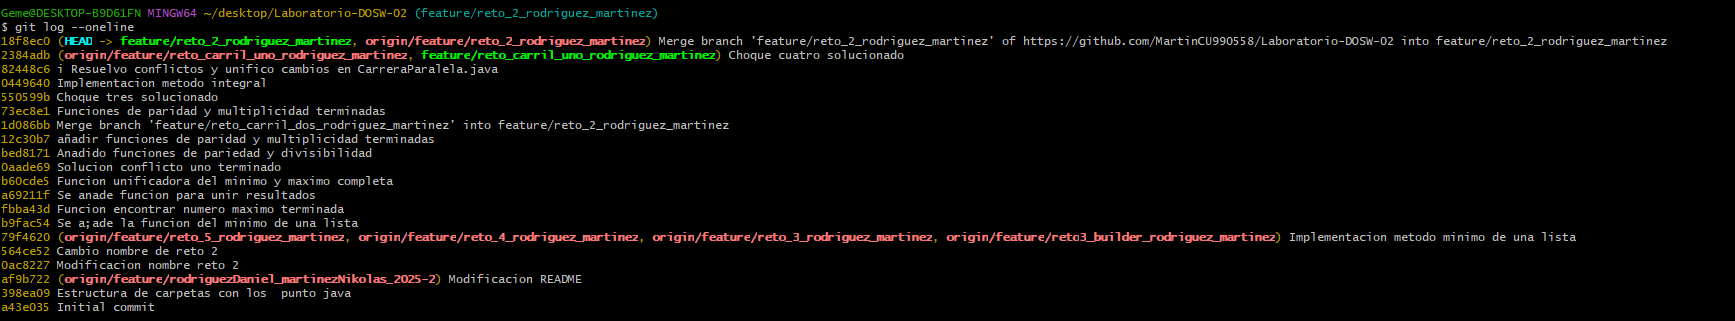 Geme@DESKTOP-B9D61FN MINGW64 ~/desktop/Laboratorio-DOSW-02 (feature/reto_2_rodriguez_martinez)
$ git log --oneline
18f8ec0 (HEAD -> feature/reto_2_rodriguez_martinez, origin/feature/reto_2_rodriguez_martinez) Merge branch 'feature/reto_2_rodriguez_martinez' of https://github.com/MartinCU990558/Laboratorio-DOSW-02 into feature/reto_2_rodriguez_martinez
2384adb (origin/feature/reto_carril_uno_rodriguez_martinez, feature/reto_carril_uno_rodriguez_martinez) Choque cuatro solucionado
82448c6 i Resuelvo conflictos y unifico cambios en CarreraParalela.java
0449640 Implementacion metodo integral
550599b Choque tres solucionado
73ec8e1 Funciones de paridad y multiplicidad terminadas
1d086bb Merge branch 'feature/reto_carril_dos_rodriguez_martinez' into feature/reto_2_rodriguez_martinez
12c30b7 añadir funciones de paridad y multiplicidad terminadas
bed8171 Anadido funciones de pariedad y divisibilidad
0aade69 Solucion conflicto uno terminado
b60cde5 Funcion unificadora del minimo y maximo completa
a69211f Se anade funcion para unir resultados
fbba43d Funcion encontrar numero maximo terminada
b9fac54 Se a;ade la funcion del minimo de una lista
79f4620 (origin/feature/reto_5_rodriguez_martinez, origin/feature/reto_4_rodriguez_martinez, origin/feature/reto_3_rodriguez_martinez, origin/feature/reto3_builder_rodriguez_martinez) Implementacion metodo minimo de una lista
564ce52 Cambio nombre de reto 2
0ac8227 Modificacion nombre reto 2
af9b722 (origin/feature/rodriguezDaniel_martinezNikolas_2025-2) Modificacion README
398ea09 Estructura de carpetas con los  punto java
a43e035 Initial commit